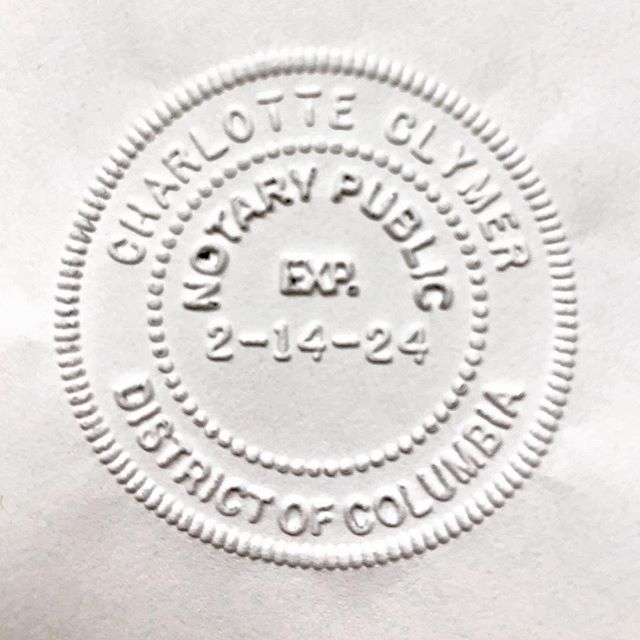 CHARLOTTE CLYMER
NOTARY PUBLIC
EXP.
2-14-24
DISTRICT OF COLUMBIA